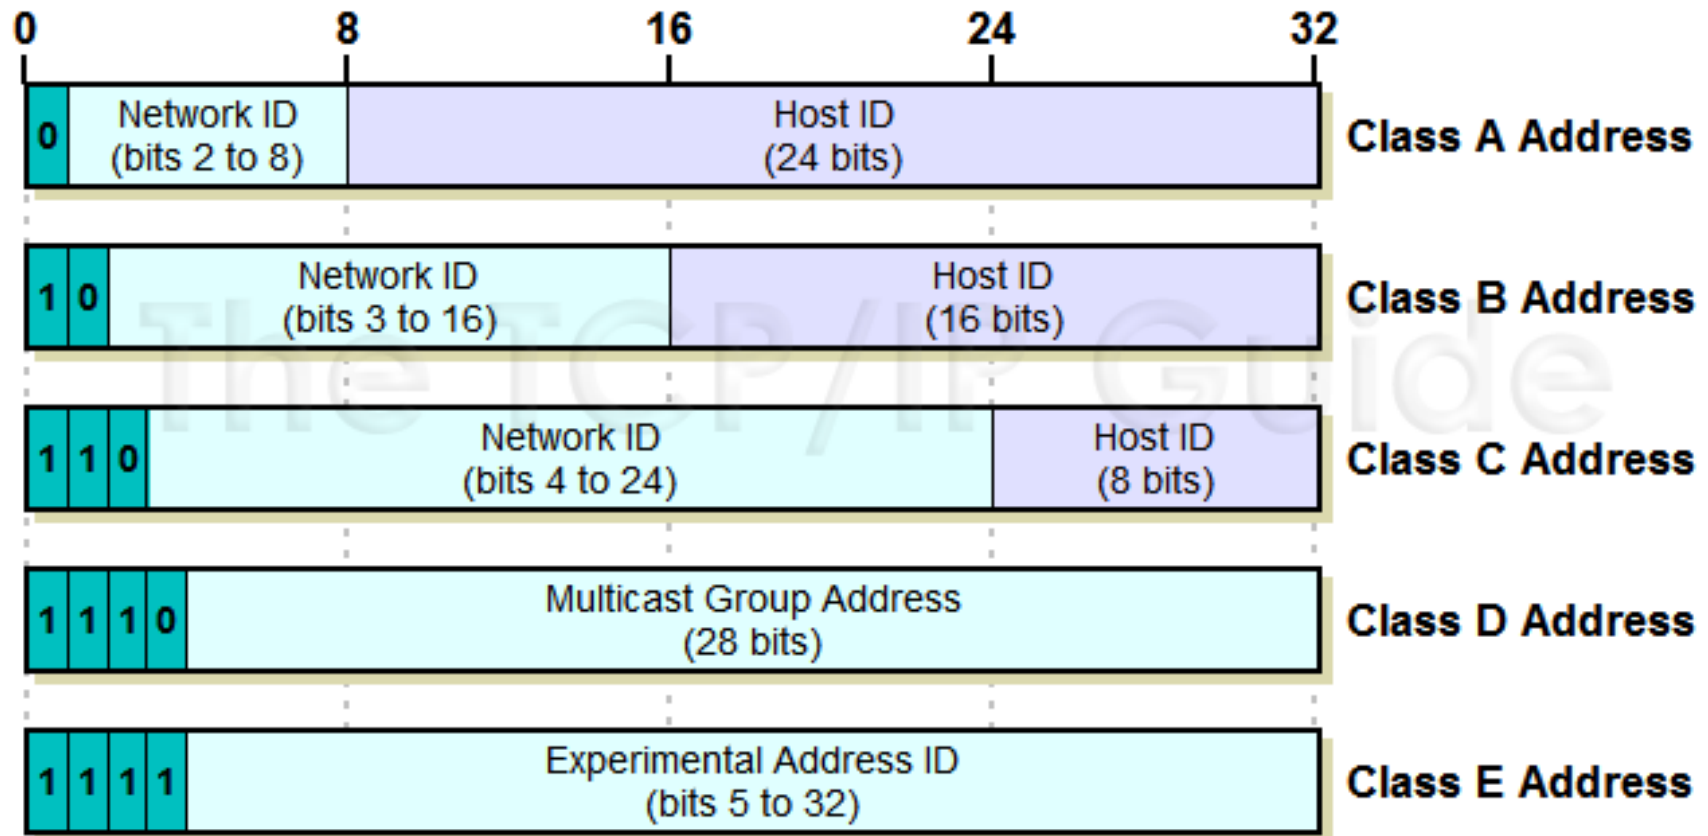 0 8 16 24 32
0 Network ID Host ID Class A Address
(bits 2 to 8) (24 bits)
1 0 Network ID Host ID Class B Address
(bits 3 to 16) (16 bits)
The TCP/IP Guide
1 1 0 Network ID Host ID Class C Address
(bits 4 to 24) (8 bits)
1 1 1 0 Multicast Group Address Class D Address
(28 bits)
1 1 1 1 Experimental Address ID Class E Address
(bits 5 to 32)